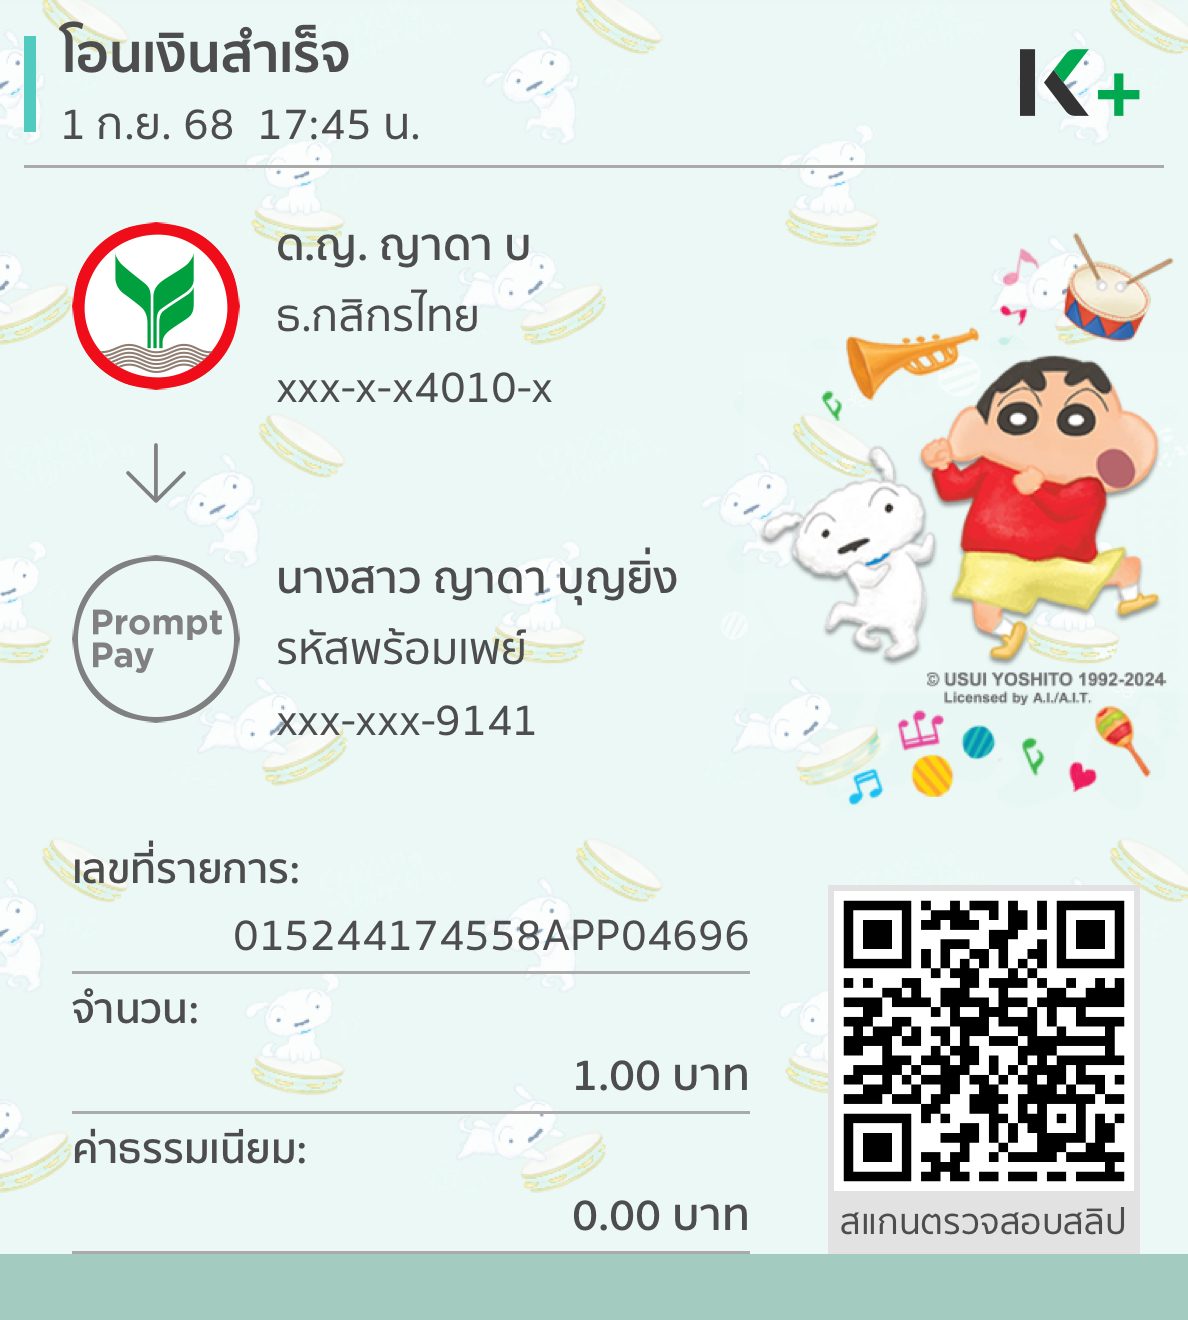 โอนเงินสำเร็จ
1 ก.ย. 68 17:45 น.
K+
ด.ญ. ญาดา บ
ธ.กสิกรไทย
xxx-x-x4010-x
Prompt
Pay
นางสาว ญาดา บุญยิ่ง
รหัสพร้อมเพย์
xxx-xxx-9141
© USUI YOSHITO 1992-2024
Licensed by A.I./A.I.T.
เลขที่รายการ:
015244174558APP04696
จำนวน:
1.00 บาท
ค่าธรรมเนียม:
0.00 บาท
สแกนตรวจสอบสลิป